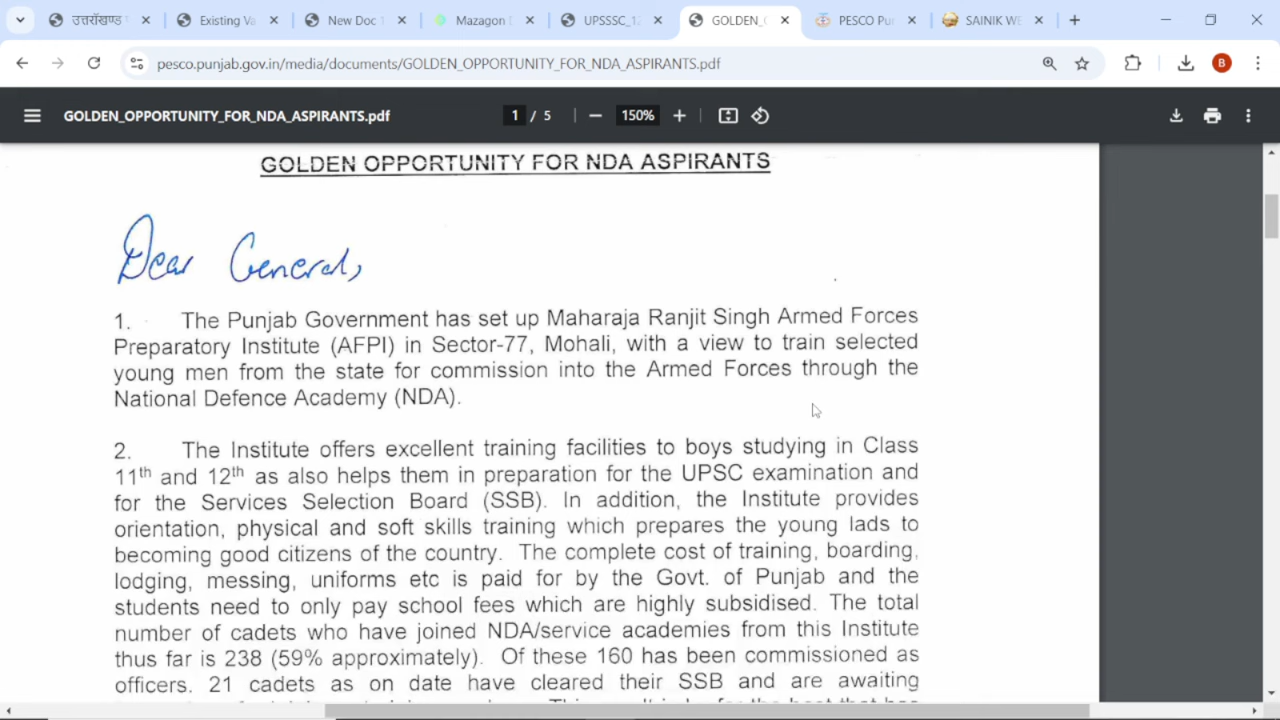 उत्तराखण्ड
Existing Va
New Doc 1
Mazagon
UPSSSC_1
GOLDEN_
PESCO Pu
SAINIK WE
pesco.punjab.gov.in/media/documents/GOLDEN_OPPORTUNITY_FOR_NDA_ASPIRANTS.pdf
B
GOLDEN_OPPORTUNITY_FOR_NDA_ASPIRANTS.pdf
1 / 5
150%
GOLDEN OPPORTUNITY FOR NDA ASPIRANTS
Dear General,
1. The Punjab Government has set up Maharaja Ranjit Singh Armed Forces
Preparatory Institute (AFPI) in Sector-77, Mohali, with a view to train selected
young men from the state for commission into the Armed Forces through the
National Defence Academy (NDA).
2. The Institute offers excellent training facilities to boys studying in Class
11th and 12th as also helps them in preparation for the UPSC examination and
for the Services Selection Board (SSB). In addition, the Institute provides
orientation, physical and soft skills training which prepares the young lads to
becoming good citizens of the country. The complete cost of training, boarding,
lodging, messing, uniforms etc is paid for by the Govt. of Punjab and the
students need to only pay school fees which are highly subsidised. The total
number of cadets who have joined NDA/service academies from this Institute
thus far is 238 (59% approximately). Of these 160 has been commissioned as
officers. 21 cadets as on date have cleared their SSB and are awaiting